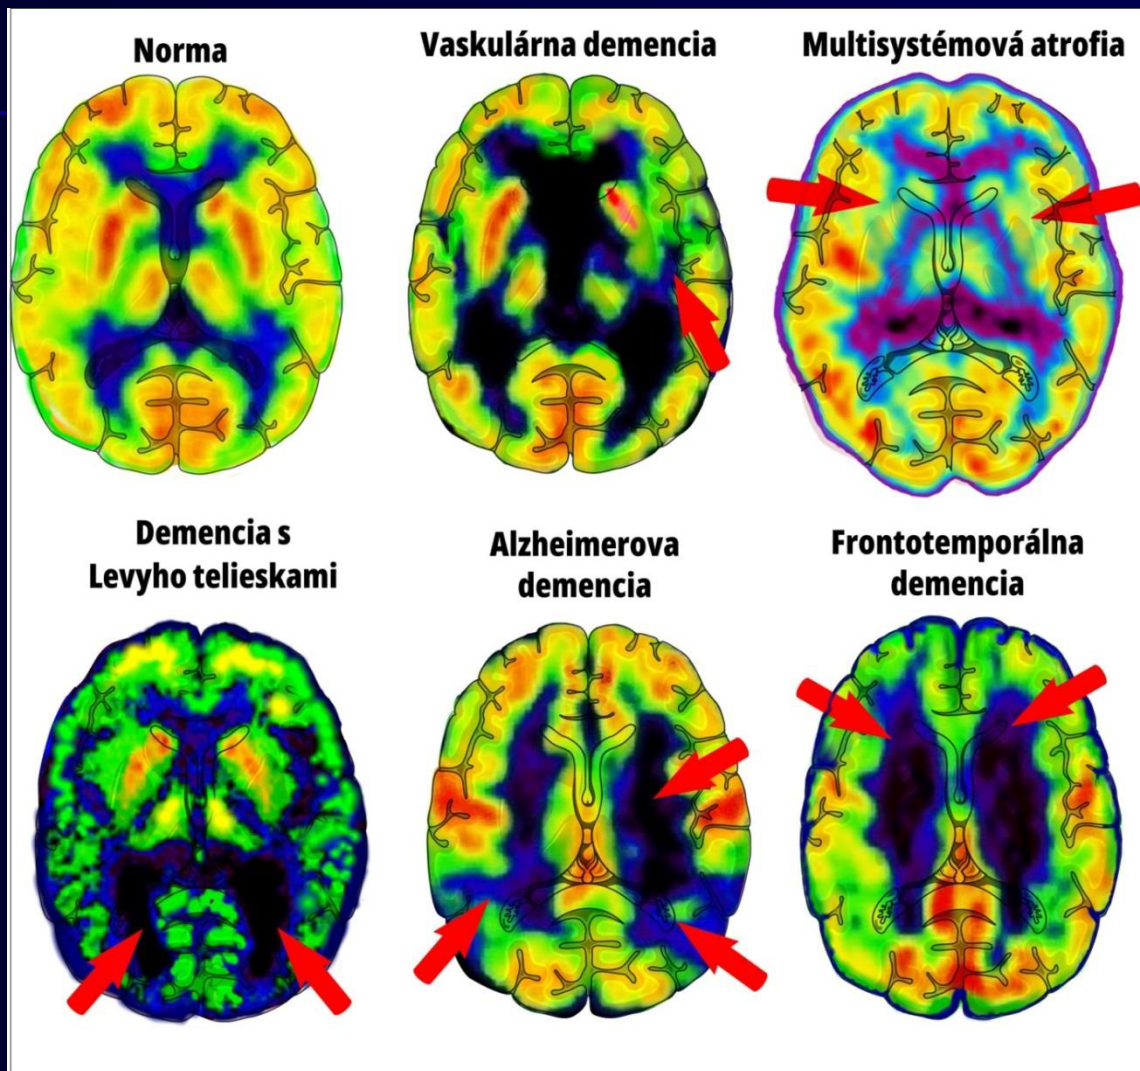 Norma
Vaskulárna demencia
Multisystémová atrofia
Demencia s
Levyho telieskami
Alzheimerova
demencia
Frontotemporálna
demencia